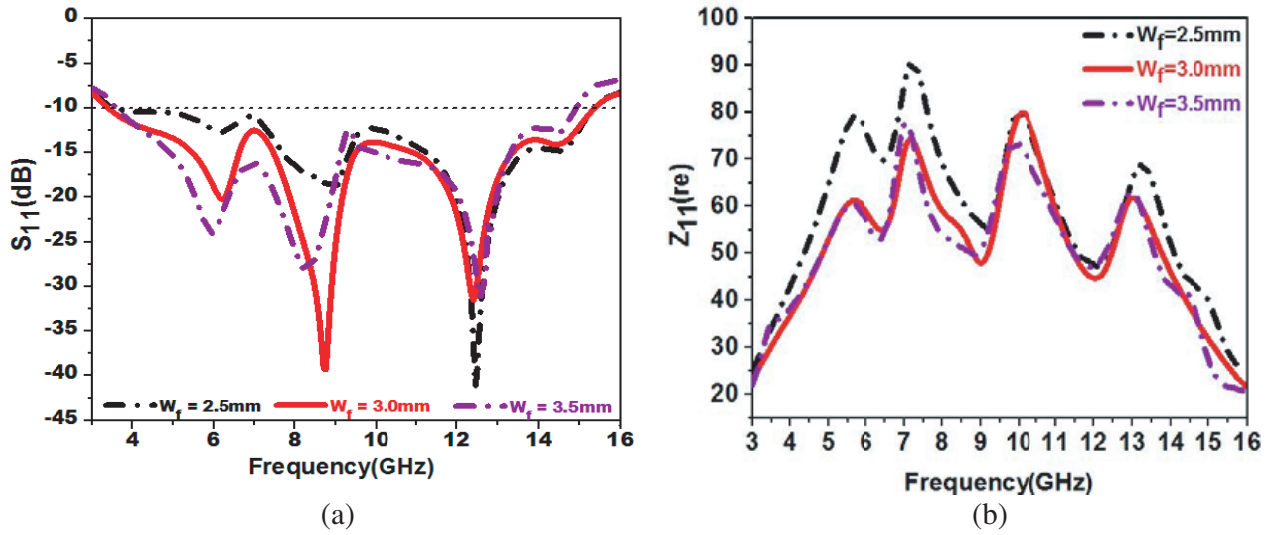 0
-5
-10
-15
-20
-25
-30
-35
-40
-45
S11(dB)
Wf = 2.5mm Wf = 3.0mm Wf = 3.5mm
4 6 8 10 12 14 16
Frequency(GHz)
(a)
100
90
80
70
60
50
40
30
20
Z11(re)
Wf=2.5mm
Wf=3.0mm
Wf=3.5mm
3 4 5 6 7 8 9 10 11 12 13 14 15 16
Frequency(GHz)
(b)